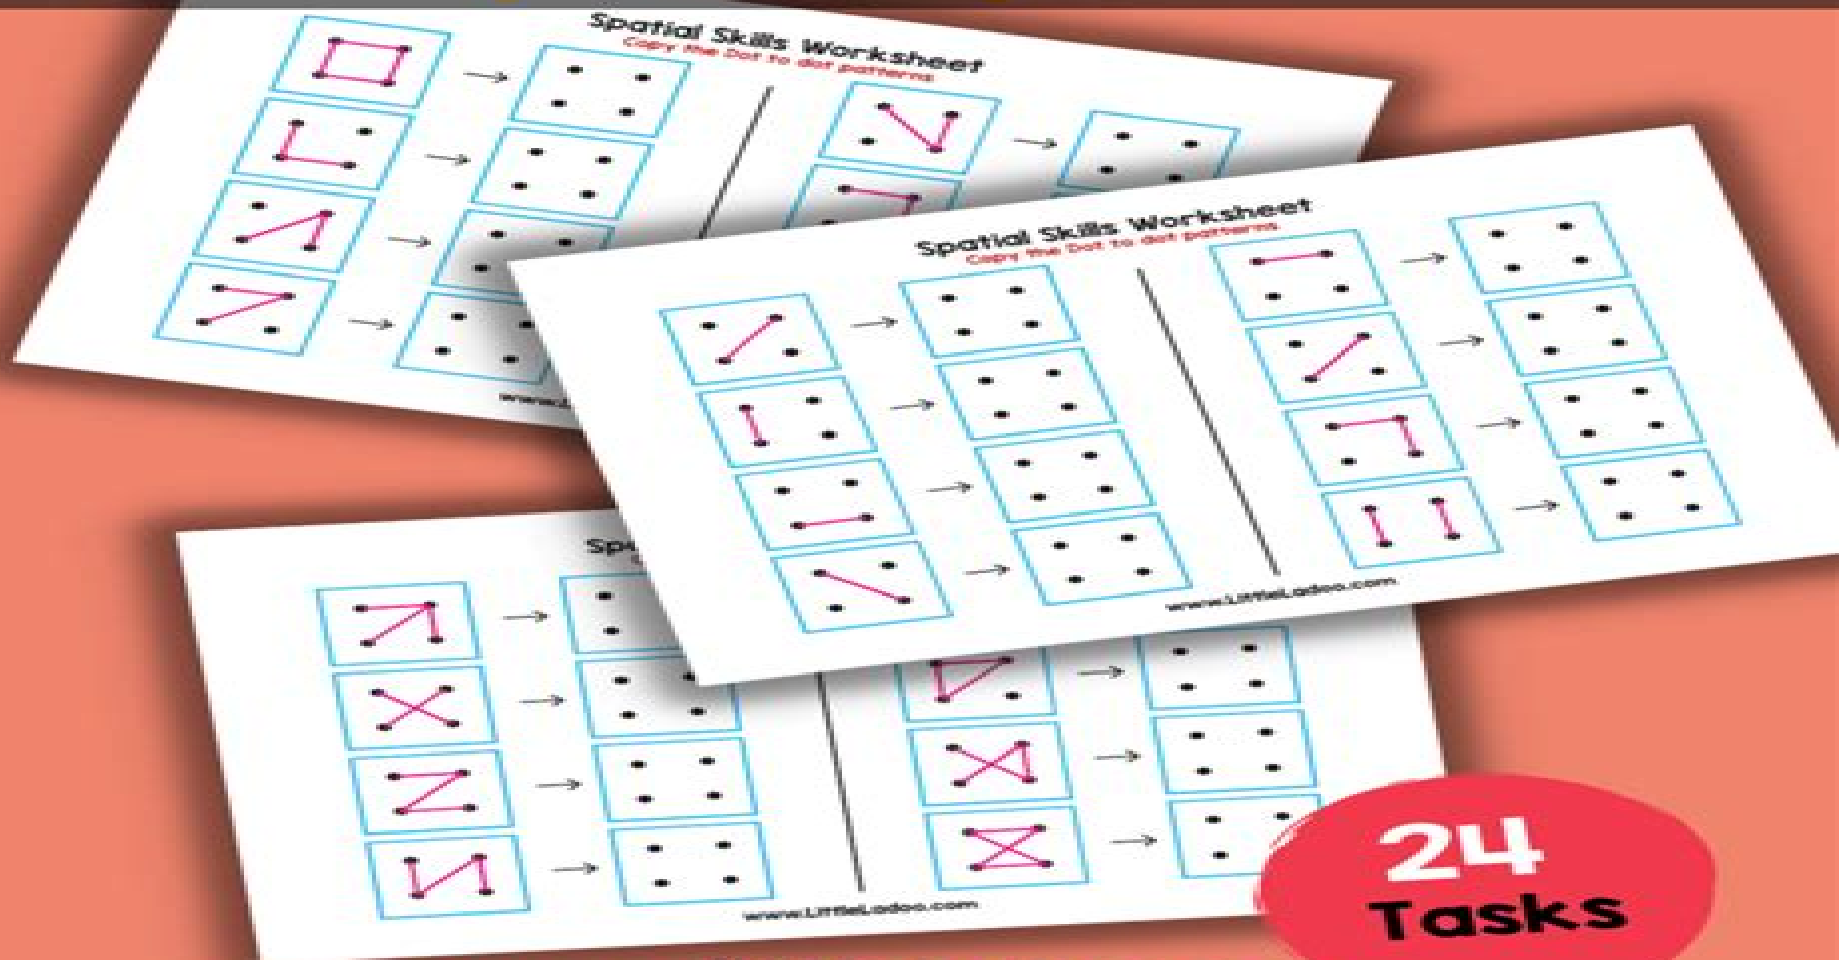 Spatial Skills Worksheet
Copy the Dot to dot patterns
Spatial Skills Worksheet
Copy the Dot to dot patterns
www.LittleLadoo.com
www.LittleLadoo.com
24
Tasks